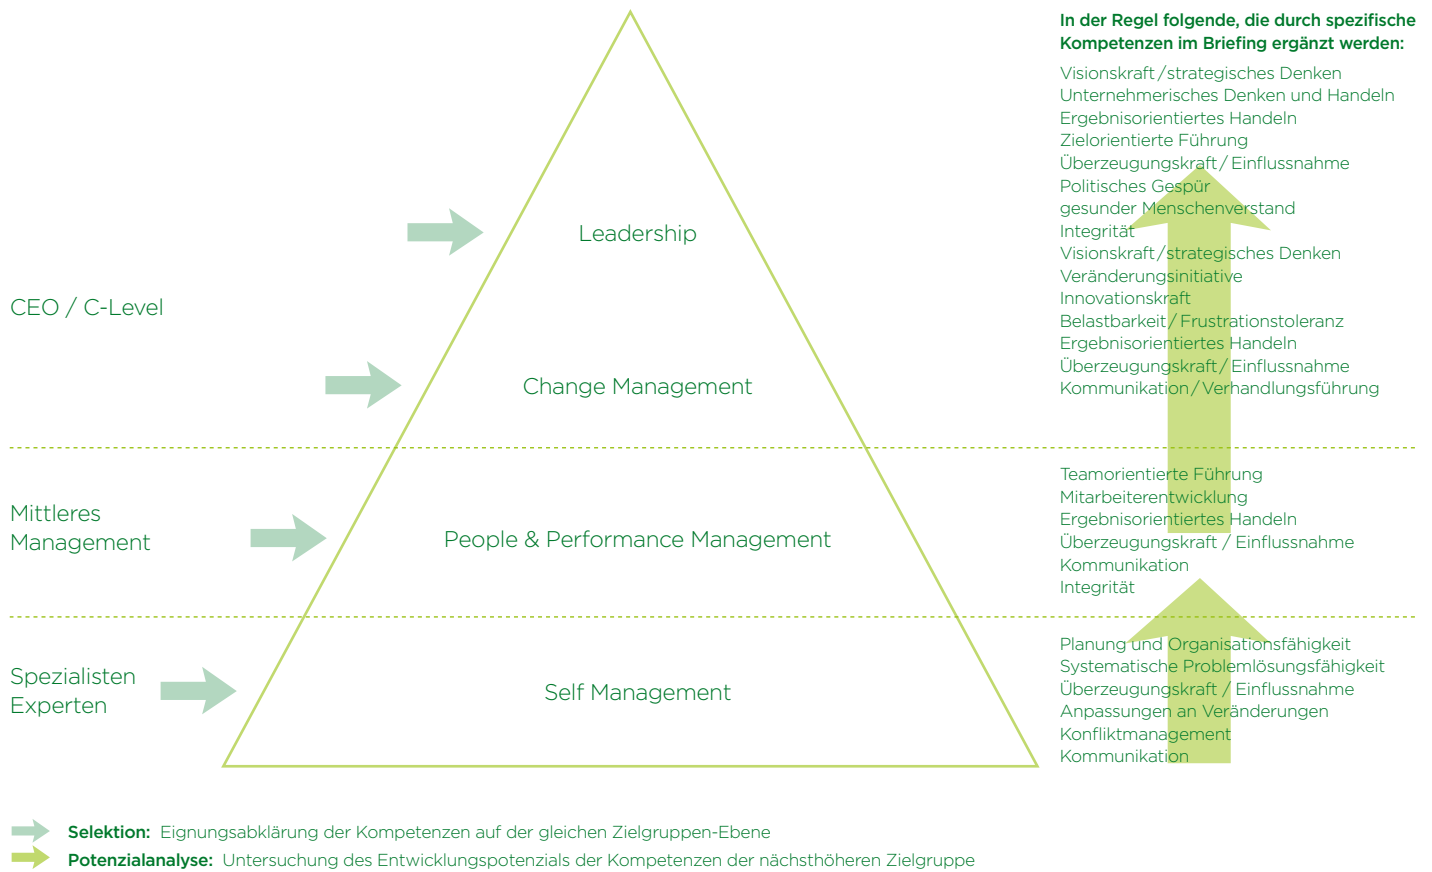 In der Regel folgende, die durch spezifische
Kompetenzen im Briefing ergänzt werden:
Visionskraft/strategisches Denken
Unternehmerisches Denken und Handeln
Ergebnisorientiertes Handeln
Zielorientierte Führung
Überzeugungskraft/Einflussnahme
Politisches Gespür
gesunder Menschenverstand
Integrität
Visionskraft/strategisches Denken
Veränderungsinitiative
Innovationskraft
Belastbarkeit/Frustrationstoleranz
Ergebnisorientiertes Handeln
Überzeugungskraft/Einflussnahme
Kommunikation/Verhandlungsführung
CEO / C-Level
Leadership
Change Management
Mittleres
Management
People & Performance Management
Teamorientierte Führung
Mitarbeiterentwicklung
Ergebnisorientiertes Handeln
Überzeugungskraft / Einflussnahme
Kommunikation
Integrität
Spezialisten
Experten
Self Management
Planung und Organisationsfähigkeit
Systematische Problemlösungsfähigkeit
Überzeugungskraft / Einflussnahme
Anpassungen an Veränderungen
Konfliktmanagement
Kommunikation
Selektion: Eignungsabklärung der Kompetenzen auf der gleichen Zielgruppen-Ebene
Potenzialanalyse: Untersuchung des Entwicklungspotenzials der Kompetenzen der nächsthöheren Zielgruppe